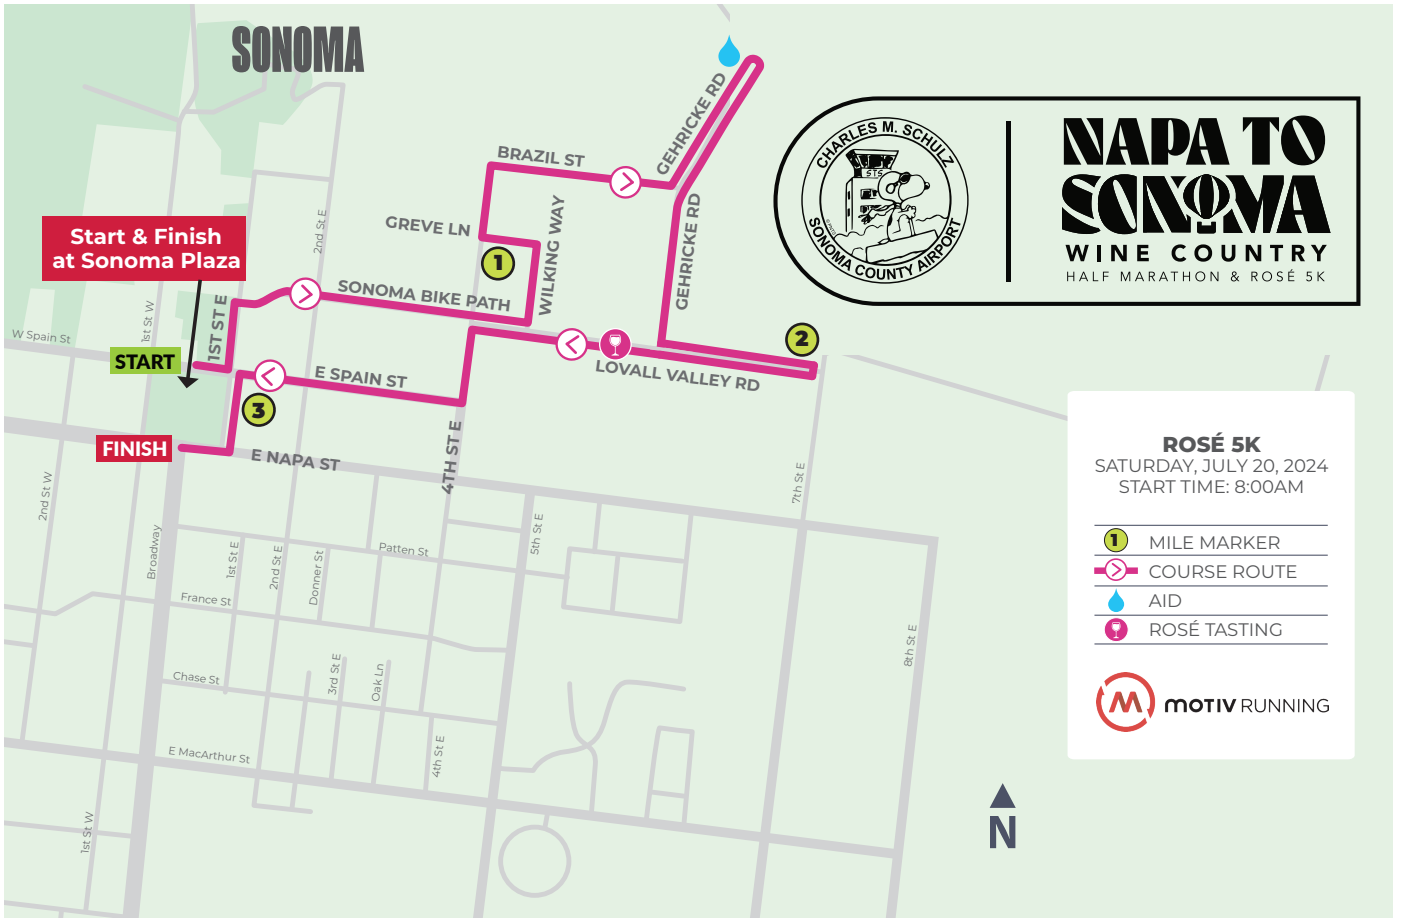 SONOMA
GEHRICKE RD
BRAZIL ST
GREVE LN
WILKING WAY
GEHRICKE RD
2nd St E
Start & Finish
at Sonoma Plaza
1
SONOMA BIKE PATH
1ST ST E
1st St W
W Spain St
START
2
LOVALL VALLEY RD
E SPAIN ST
3
FINISH
E NAPA ST
4TH ST E
7th St E
2nd St W
Broadway
1st St E
2nd St E
Donner St
Patten St
5th St E
France St
8th St E
Chase St
3rd St E
Oak Ln
E MacArthur St
4th St E
1st St W
CHARLES M. SCHULZ
STS
SONOMA COUNTY AIRPORT
NAPA TO
SONOMA
WINE COUNTRY
HALF MARATHON & ROSÉ 5K
ROSÉ 5K
SATURDAY, JULY 20, 2024
START TIME: 8:00AM
1 MILE MARKER
COURSE ROUTE
AID
ROSÉ TASTING
M MOTIV RUNNING
N